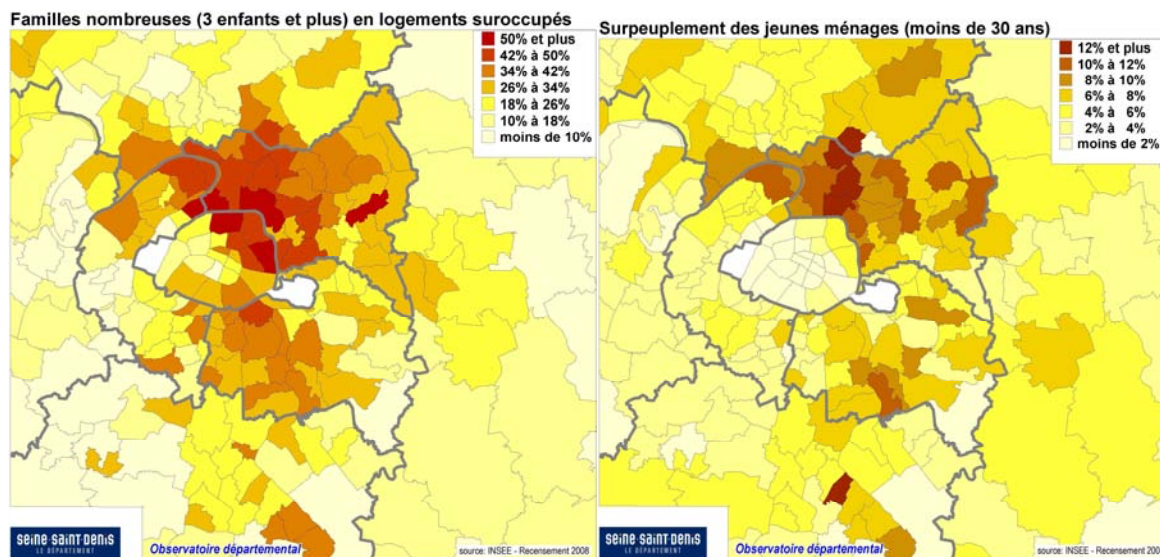 Familles nombreuses (3 enfants et plus) en logements suroccupés
50% et plus
42% à 50%
34% à 42%
26% à 34%
18% à 26%
10% à 18%
moins de 10%
seine saint-denis
LE DÉPARTEMENT
Observatoire départemental
source: INSEE - Recensement 2008
Surpeuplement des jeunes ménages (moins de 30 ans)
12% et plus
10% à 12%
8% à 10%
6% à 8%
4% à 6%
2% à 4%
moins de 2%
seine saint-denis
LE DÉPARTEMENT
Observatoire départemental
source: INSEE - Recensement